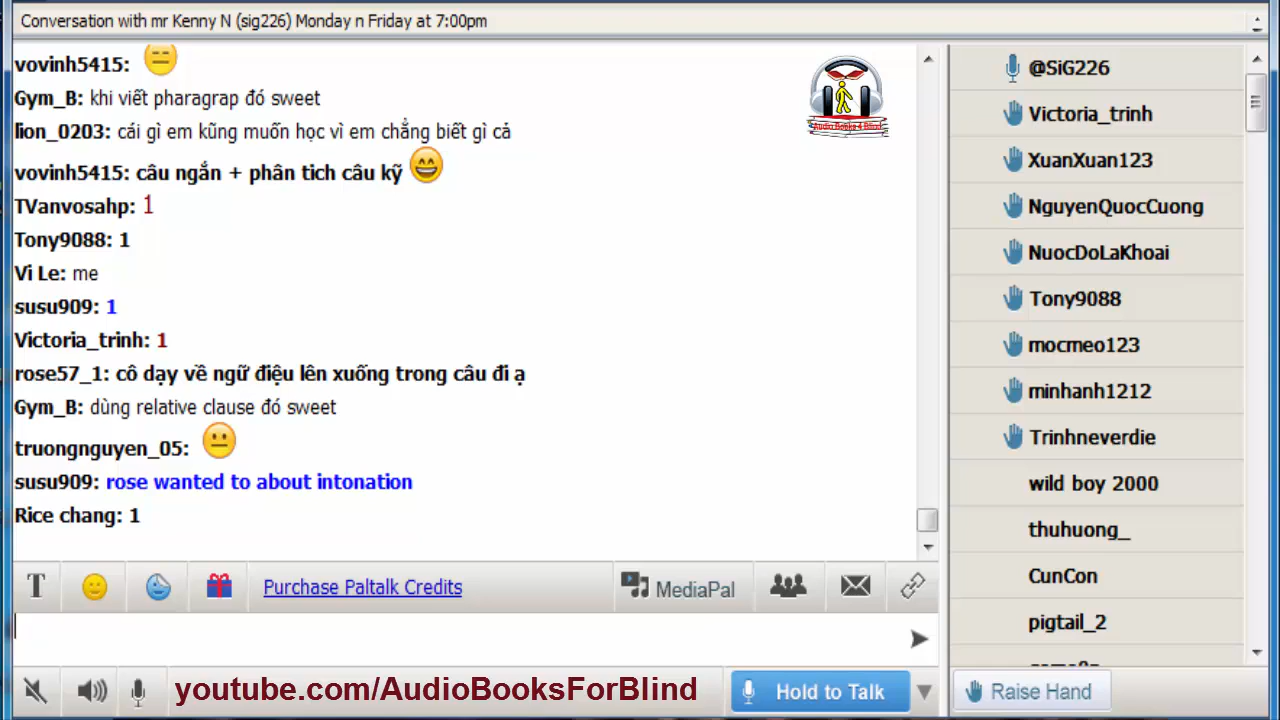 Conversation with mr Kenny N (sig226) Monday n Friday at 7:00pm
vovinh5415:
Gym_B: khi viết pharagrap đó sweet
lion_0203: cái gì em kũng muốn học vì em chẳng biết gì cả
vovinh5415: câu ngắn + phân tich câu kỹ
TVanvosahp: 1
Tony9088: 1
Vi Le: me
susu909: 1
Victoria_trinh: 1
rose57_1: cô dạy về ngữ điệu lên xuống trong câu đi ạ
Gym_B: dùng relative clause đó sweet
truongnguyen_05:
susu909: rose wanted to about intonation
Rice chang: 1
Audio Books 4 Blind
@SiG226
Victoria_trinh
XuanXuan123
NguyenQuocCuong
NuocDoLaKhoai
Tony9088
mocmeo123
minhanh1212
Trinhneverdie
wild boy 2000
thuhuong_
CunCon
pigtail_2
T
Purchase Paltalk Credits
MediaPal
youtube.com/AudioBooksForBlind
Hold to Talk
Raise Hand